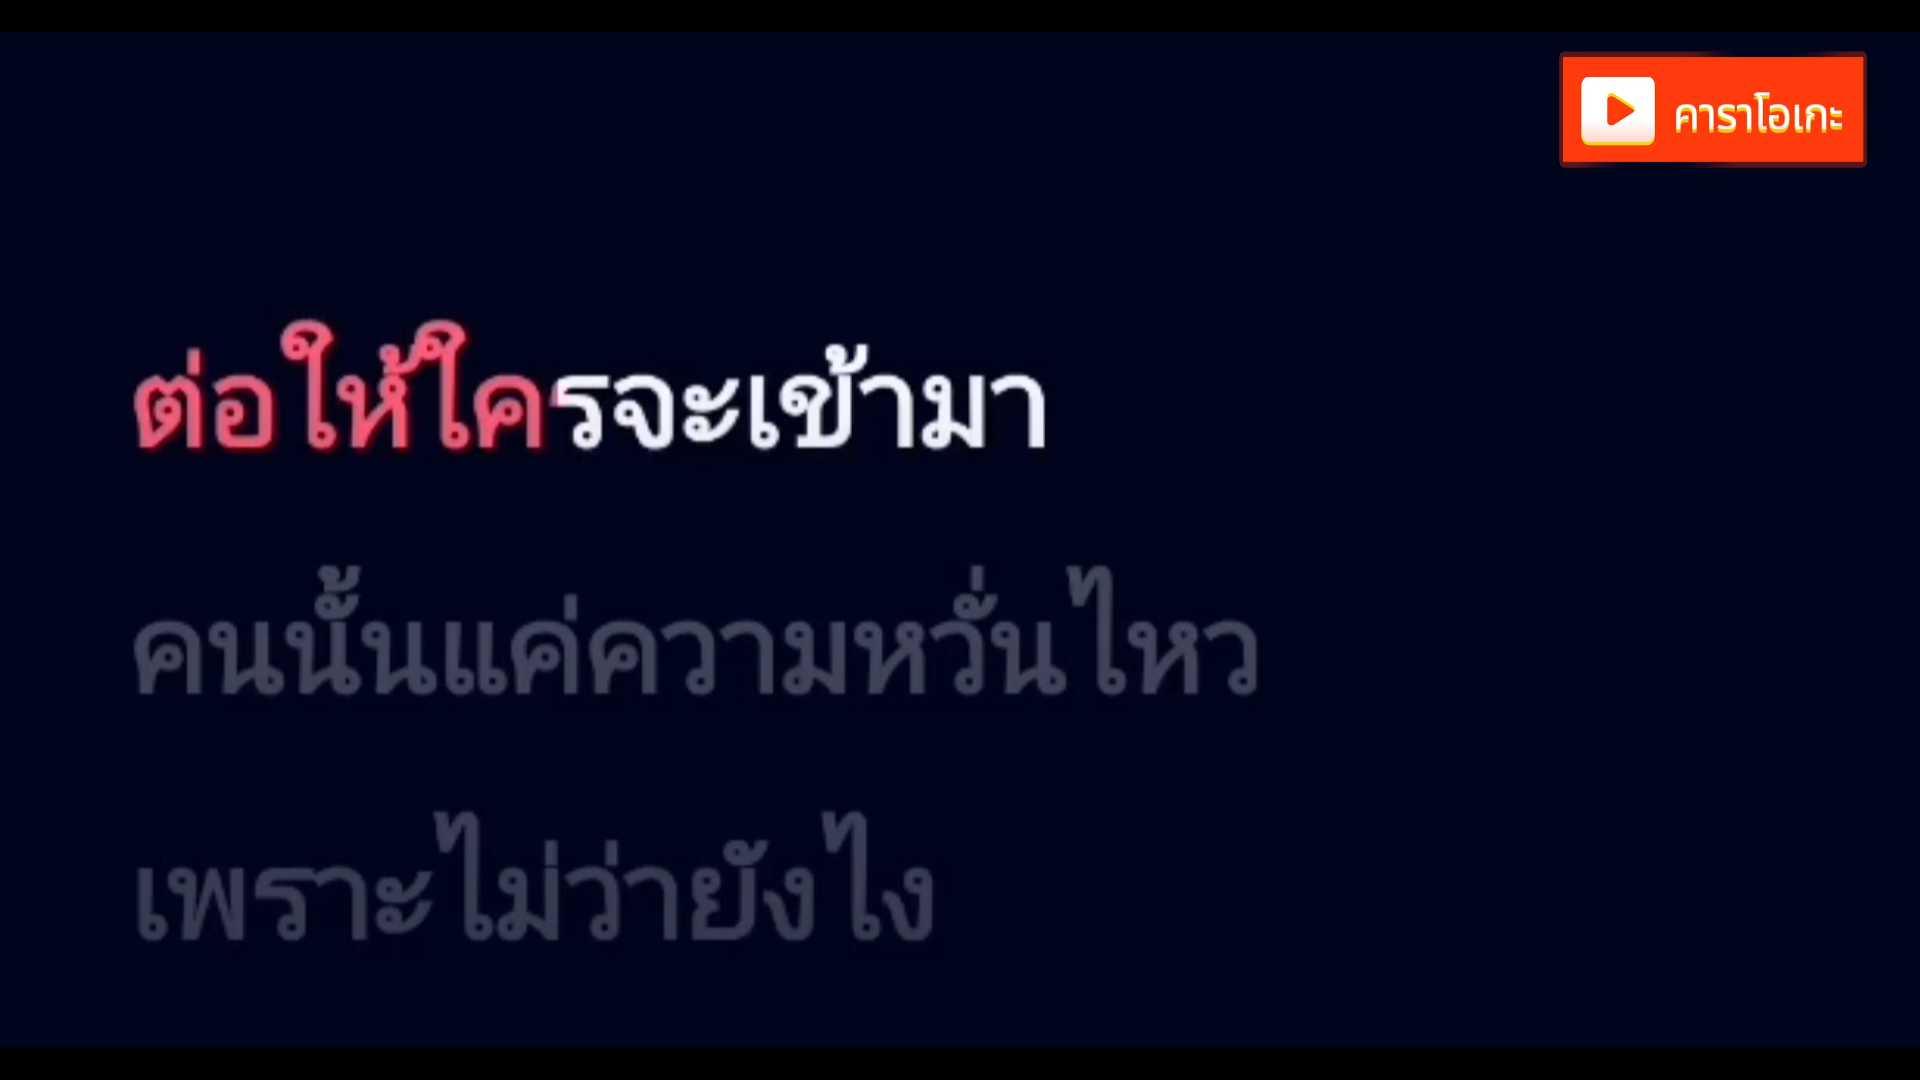 คาราโอเกะ
ต่อให้ใครจะเข้ามา
คนนั้นแค่ความหวั่นไหว
เพราะไม่ว่ายังไง